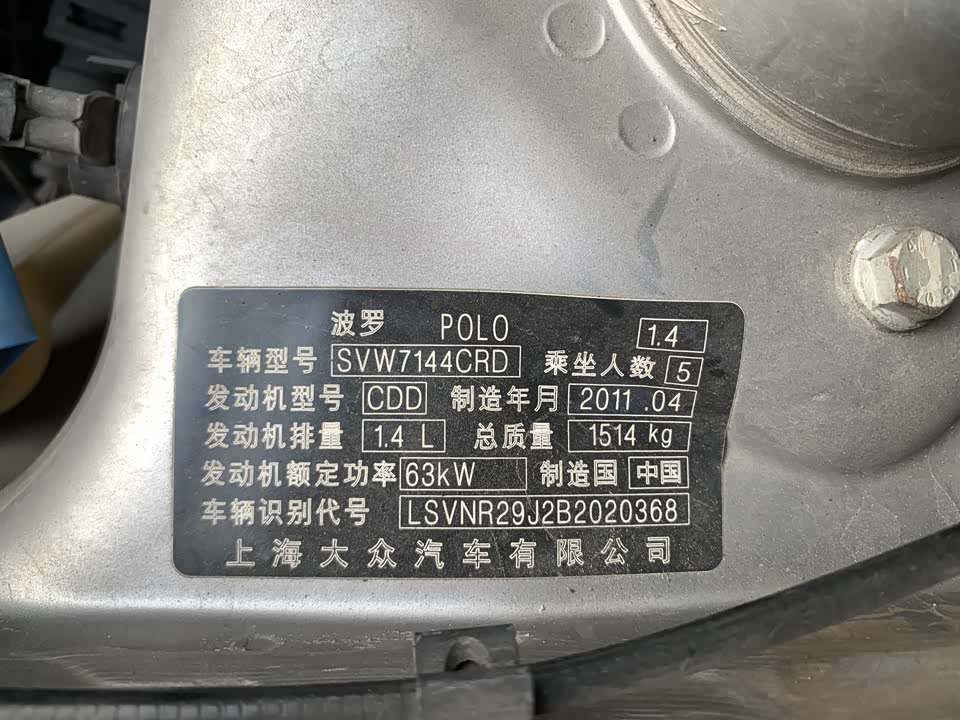 波罗 POLO 1.4
车辆型号 SVW7144CRD 乘坐人数 5
发动机型号 CDD 制造年月 2011.04
发动机排量 1.4 L 总质量 1514 kg
发动机额定功率 63kW 制造国 中国
车辆识别代号 LSVNR29J2B2020368
上海大众汽车有限公司